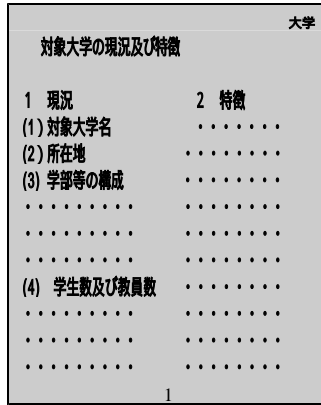 大学
対象大学の現況及び特徴
1 現況
(1)対象大学名
(2)所在地
(3) 学部等の構成
・・・・・・・・・
・・・・・・・・・
・・・・・・・・・
(4) 学生数及び教員数
・・・・・・・・・
・・・・・・・・・
・・・・・・・・・
2 特徴
・・・・・・・
・・・・・・・・
・・・・・・・・
・・・・・・・・
・・・・・・・・
・・・・・・・・
・・・・・・・・
・・・・・・・・
・・・・・・・・
・・・・・・・・
1